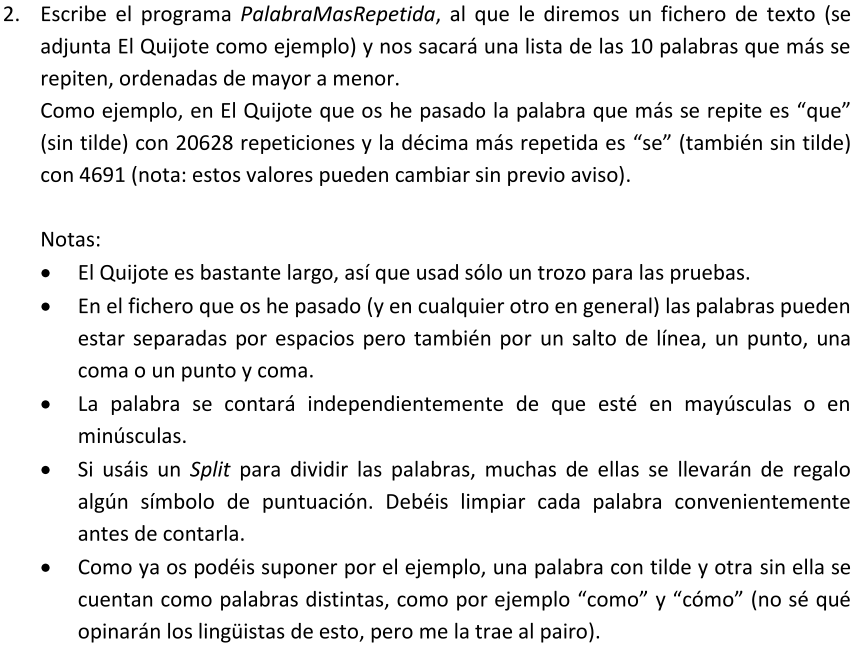 2. Escribe el programa PalabraMasRepetida, al que le diremos un fichero de texto (se
adjunta El Quijote como ejemplo) y nos sacará una lista de las 10 palabras que más se
repiten, ordenadas de mayor a menor.
Como ejemplo, en El Quijote que os he pasado la palabra que más se repite es “que”
(sin tilde) con 20628 repeticiones y la décima más repetida es “se” (también sin tilde)
con 4691 (nota: estos valores pueden cambiar sin previo aviso).
Notas:
• El Quijote es bastante largo, así que usad sólo un trozo para las pruebas.
• En el fichero que os he pasado (y en cualquier otro en general) las palabras pueden
estar separadas por espacios pero también por un salto de línea, un punto, una
coma o un punto y coma.
• La palabra se contará independientemente de que esté en mayúsculas o en
minúsculas.
• Si usáis un Split para dividir las palabras, muchas de ellas se llevarán de regalo
algún símbolo de puntuación. Debéis limpiar cada palabra convenientemente
antes de contarla.
• Como ya os podéis suponer por el ejemplo, una palabra con tilde y otra sin ella se
cuentan como palabras distintas, como por ejemplo “como” y “cómo” (no sé qué
opinarán los lingüistas de esto, pero me la trae al pairo).